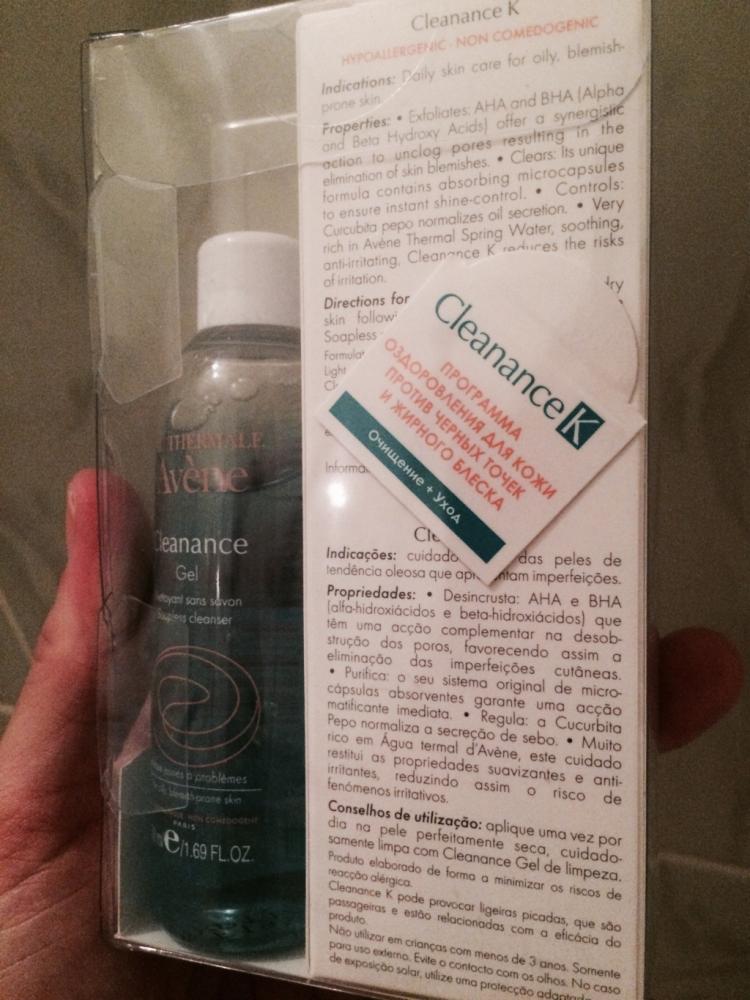 THERMALE
Avène
Cleanance
Gel
sans savon
Soapless cleanser
à problèmes
blemish-prone skin
NON COMEDOGENIC
PARIS
e/1.69 FL.OZ.
Cleanance K
HYPOALLERGENIC - NON COMEDOGENIC
Indications: Daily skin care for oily, blemish-
prone skin.
Properties: • Exfoliates: AHA and BHA (Alpha
and Beta Hydroxy Acids) offer a synergistic
action to unclog pores resulting in the
elimination of skin blemishes. • Clears: Its unique
formula contains absorbing microcapsules
to ensure instant shine-control. • Controls:
Curcubita pepo normalizes oil secretion. • Very
rich in Avène Thermal Spring Water, soothing,
anti-irritating, Cleanance K reduces the risks
of irritation.
Directions for
skin
Soapless
Light
Cleanance K
ПРОГРАММА
ОЗДОРОВЛЕНИЯ ДЛЯ КОЖИ
ПРОТИВ ЧЕРНЫХ ТОЧЕК
И ЖИРНОГО БЛЕСКА
Очищение + Уход
Indicações: cuidado das peles de
tendência oleosa que imperfeições.
Propriedades: • Desincrusta: AHA e BHA
(alfa-hidroxiácidos e beta-hidroxiácidos) que
têm uma acção complementar na desob-
strução dos poros, favorecendo assim a
eliminação das imperfeições cutâneas.
• Purifica: o seu sistema original de micro-
cápsulas absorventes garante uma acção
matificante imediata. • Regula: a Cucurbita
Pepo normaliza a secreção de sebo. • Muito
rico em Água termal d'Avène, este cuidado
restitui as propriedades suavizantes e anti-
irritantes, reduzindo assim o risco de
fenómenos irritativos.
Conselhos de utilização: aplique uma vez por
dia na pele perfeitamente seca, cuidado-
samente limpa com Cleanance Gel de limpeza.
Produto elaborado de forma a minimizar os riscos de
reacção alérgica.
Cleanance K pode provocar ligeiras picadas, que são
passageiras e estão relacionadas com a eficácia do
produto.
Não utilizar em crianças com menos de 3 anos. Somente
para uso externo. Evite o contacto com os olhos. No caso
de exposição solar, utilize uma protecção